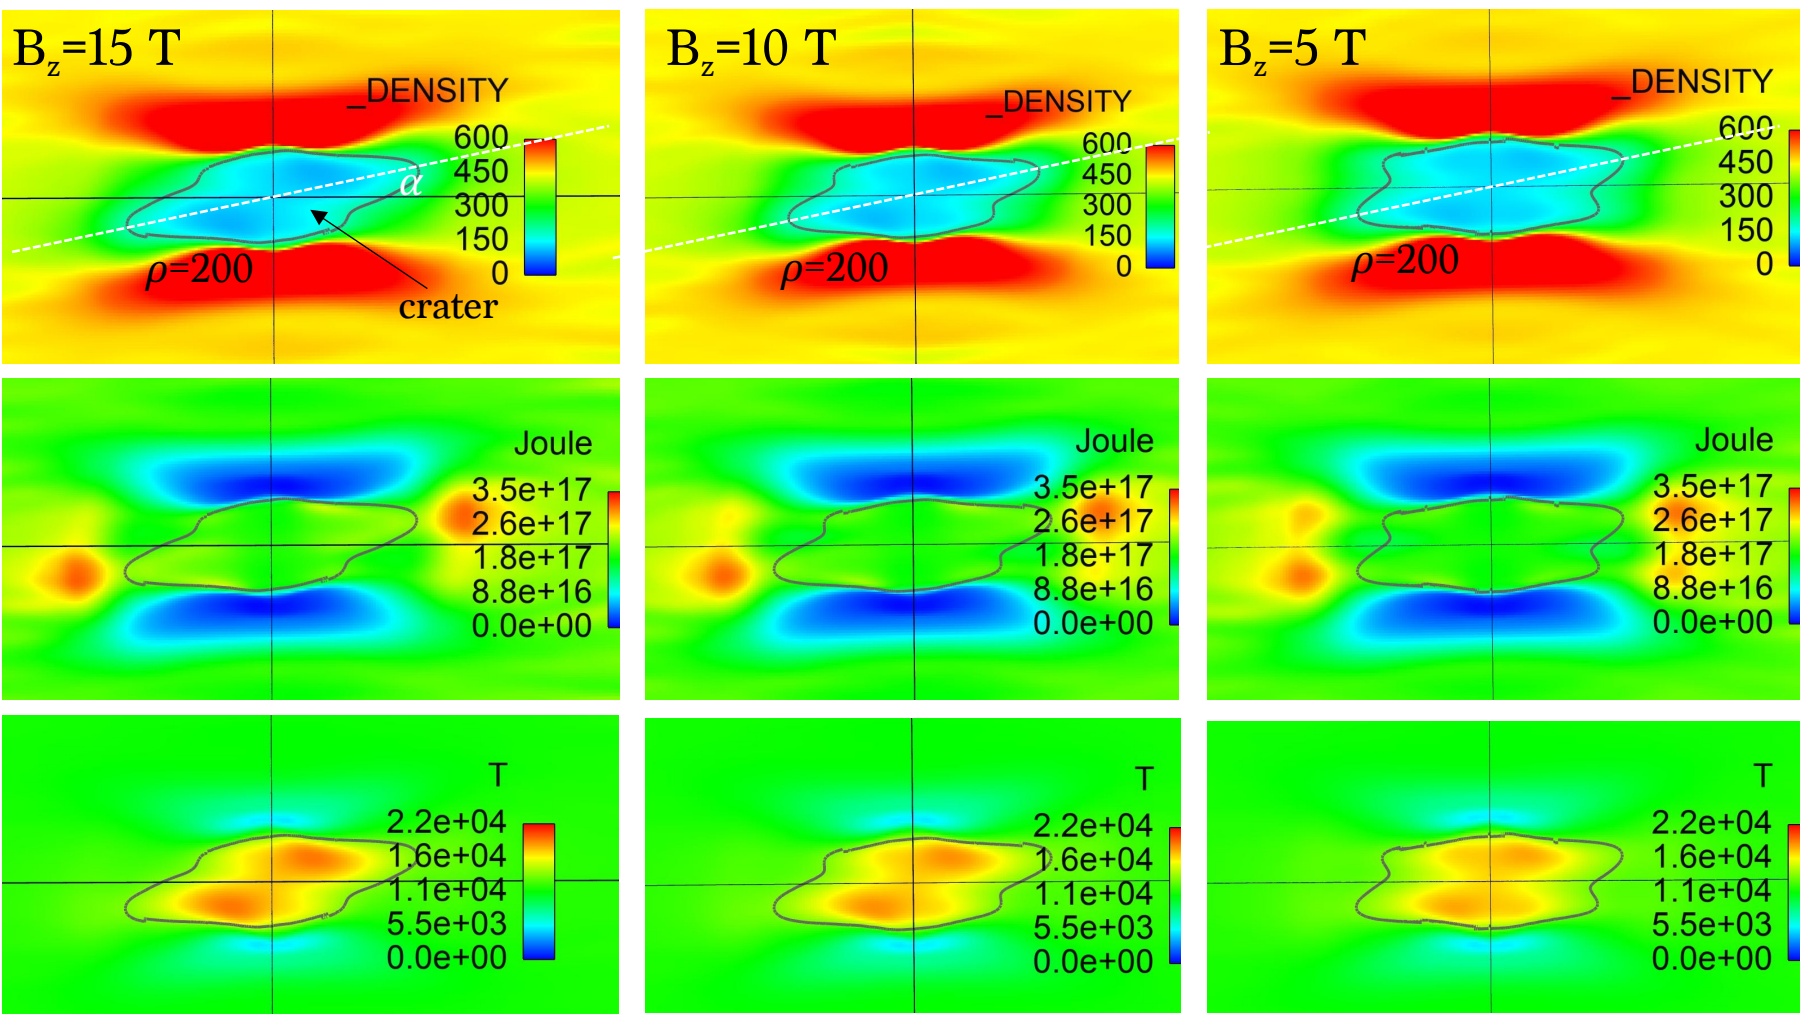 B_z=15 T
_DENSITY
600
450
300
150
0
α
ρ=200
crater
B_z=10 T
_DENSITY
600
450
300
150
0
ρ=200
B_z=5 T
_DENSITY
600
450
300
150
0
ρ=200
Joule
3.5e+17
2.6e+17
1.8e+17
8.8e+16
0.0e+00
Joule
3.5e+17
2.6e+17
1.8e+17
8.8e+16
0.0e+00
Joule
3.5e+17
2.6e+17
1.8e+17
8.8e+16
0.0e+00
T
2.2e+04
1.6e+04
1.1e+04
5.5e+03
0.0e+00
T
2.2e+04
1.6e+04
1.1e+04
5.5e+03
0.0e+00
T
2.2e+04
1.6e+04
1.1e+04
5.5e+03
0.0e+00